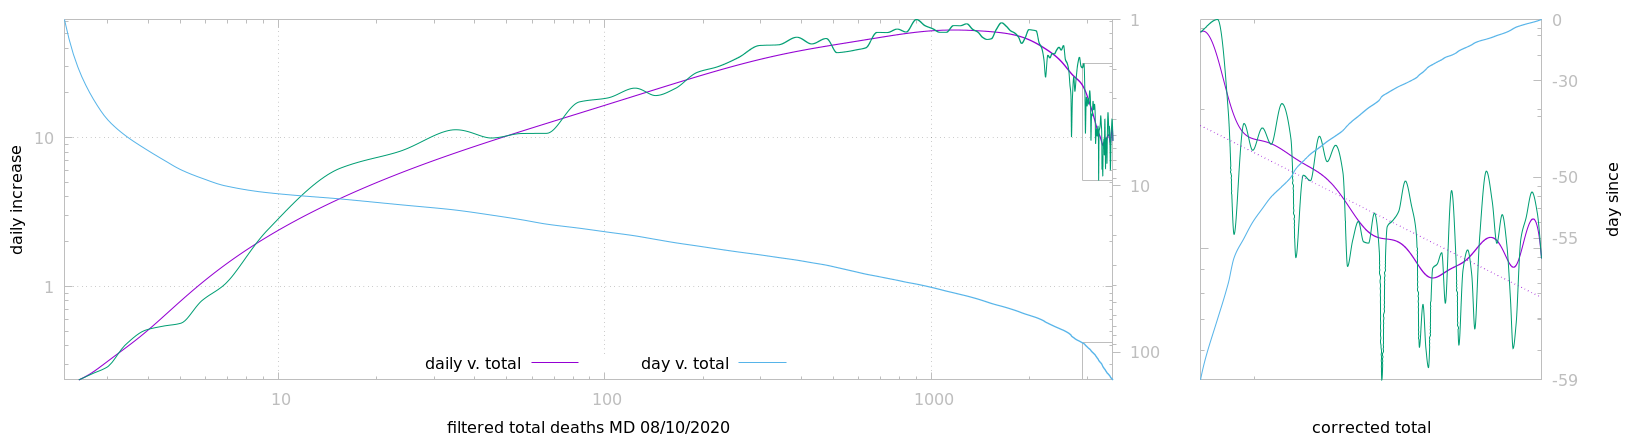 1
0
-30
10
daily increase
day since
-50
10
-55
1
daily v. total
day v. total
100
-59
10
100
1000
filtered total deaths MD 08/10/2020
corrected total